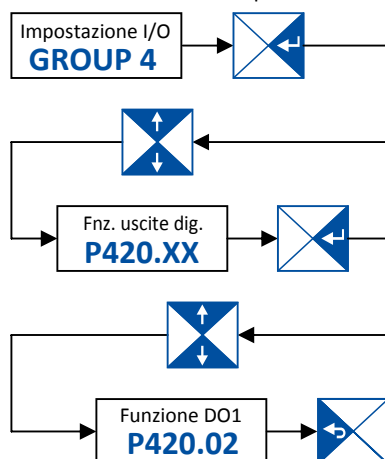 Impostazione I/O
GROUP 4
Fnz. uscite dig.
P420.XX
Funzione DO1
P420.02